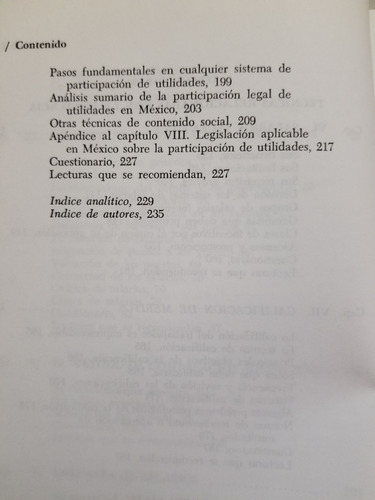 / Contenido
Pasos fundamentales en cualquier sistema de
participación de utilidades, 199
Análisis sumario de la participación legal de
utilidades en México, 203
Otras técnicas de contenido social, 209
Apéndice al capítulo VIII. Legislación aplicable
en México sobre la participación de utilidades, 217
Cuestionario, 227
Lecturas que se recomiendan, 227
Indice analítico, 229
Indice de autores, 235